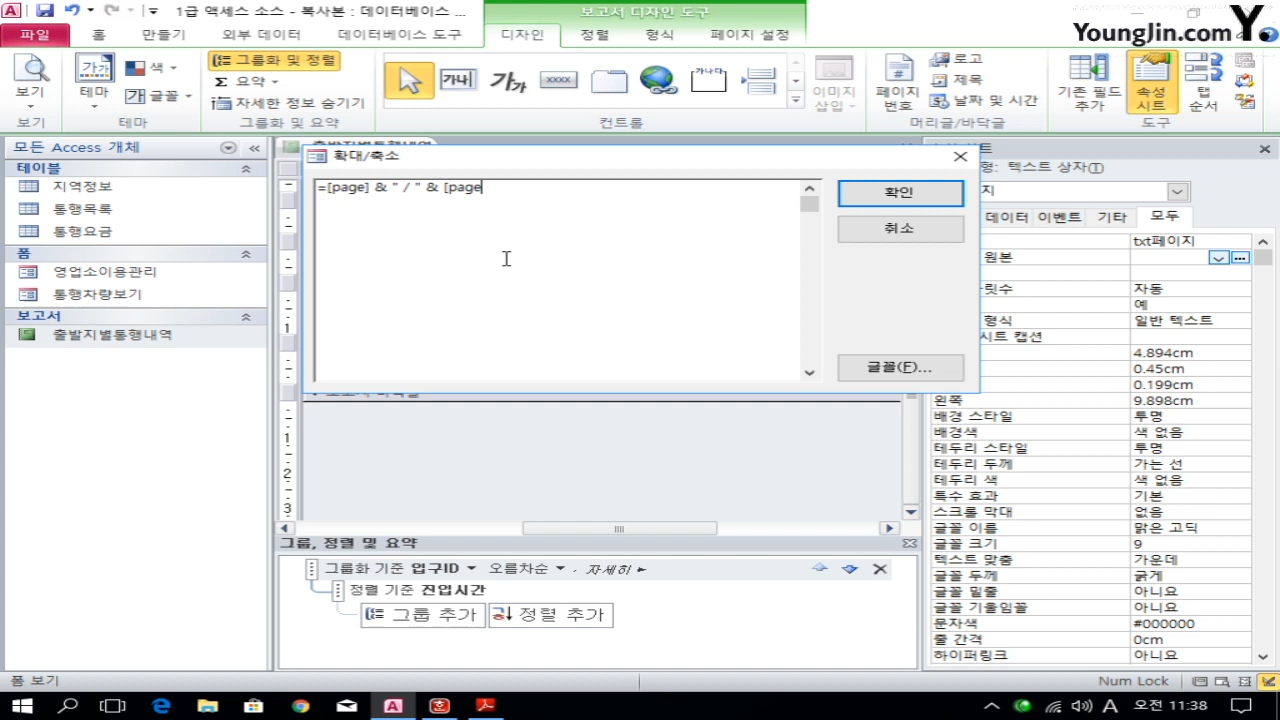 1급 액세스 소스 - 복사본 : 데이터베이스 ...
보고서 디자인 도구
YoungJin.com Y.
파일
홈
만들기
외부 데이터
데이터베이스 도구
디자인
정렬
형식
페이지 설정
보기
가가
테마
색
가 글꼴
그룹화 및 정렬
Σ 요약
자세한 정보 숨기기
가나
가가
xxxx
가나다
이미지
삽입
페이지
번호
로고
제목
날짜 및 시간
기존 필드
추가
속성
시트
탭
순서
보기
테마
그룹화 및 요약
컨트롤
머리글/바닥글
도구
모든 Access 개체
테이블
지역정보
통행목록
통행요금
폼
영업소이용관리
통행차량보기
보고서
출발지별통행내역
확대/축소
=[page] & " / " & [page
확인
취소
글꼴(F)...
형: 텍스트 상자(I)
지
데이터
이벤트
기타
모두
txt페이지
원본
릿수
자동
예
형식
일반 텍스트
시트 캡션
4.894cm
0.45cm
0.199cm
왼쪽
9.898cm
배경 스타일
투명
배경색
색 없음
테두리 스타일
투명
테두리 두께
가는 선
테두리 색
색 없음
특수 효과
기본
스크롤 막대
없음
글꼴 이름
맑은 고딕
글꼴 크기
9
텍스트 맞춤
가운데
글꼴 두께
굵게
글꼴 밑줄
아니요
글꼴 기울임꼴
아니요
문자색
#000000
줄 간격
0cm
하이퍼링크
아니요
1
1
2
3
그룹, 정렬 및 요약
그룹화 기준 입구ID
오름차순
, 자세히
정렬 기준 진입시간
그룹 추가
정렬 추가
폼 보기
Num Lock
A
A
오전 11:38